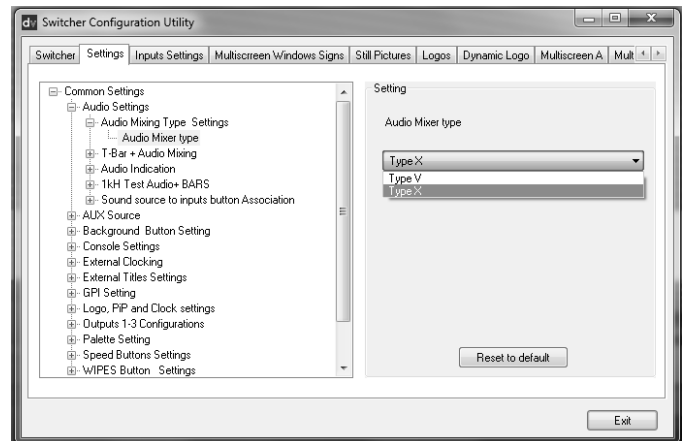 dv Switcher Configuration Utility
Switcher Settings Inputs Settings Multiscrreen Windows Signs Still Pictures Logos Dynamic Logo Multiscreen A Mult
Common Settings
Audio Settings
Audio Mixing Type Settings
Audio Mixer type
T-Bar + Audio Mixing
Audio Indication
1kH Test Audio+ BARS
Sound source to inputs button Association
AUX Source
Background Button Setting
Console Settings
External Clocking
External Titles Settings
GPI Setting
Logo, PiP and Clock settings
Outputs 1-3 Configurations
Palette Setting
Speed Buttons Settings
WIPES Button Settings
Setting
Audio Mixer type
Type X
Type V
Type X
Reset to default
Exit